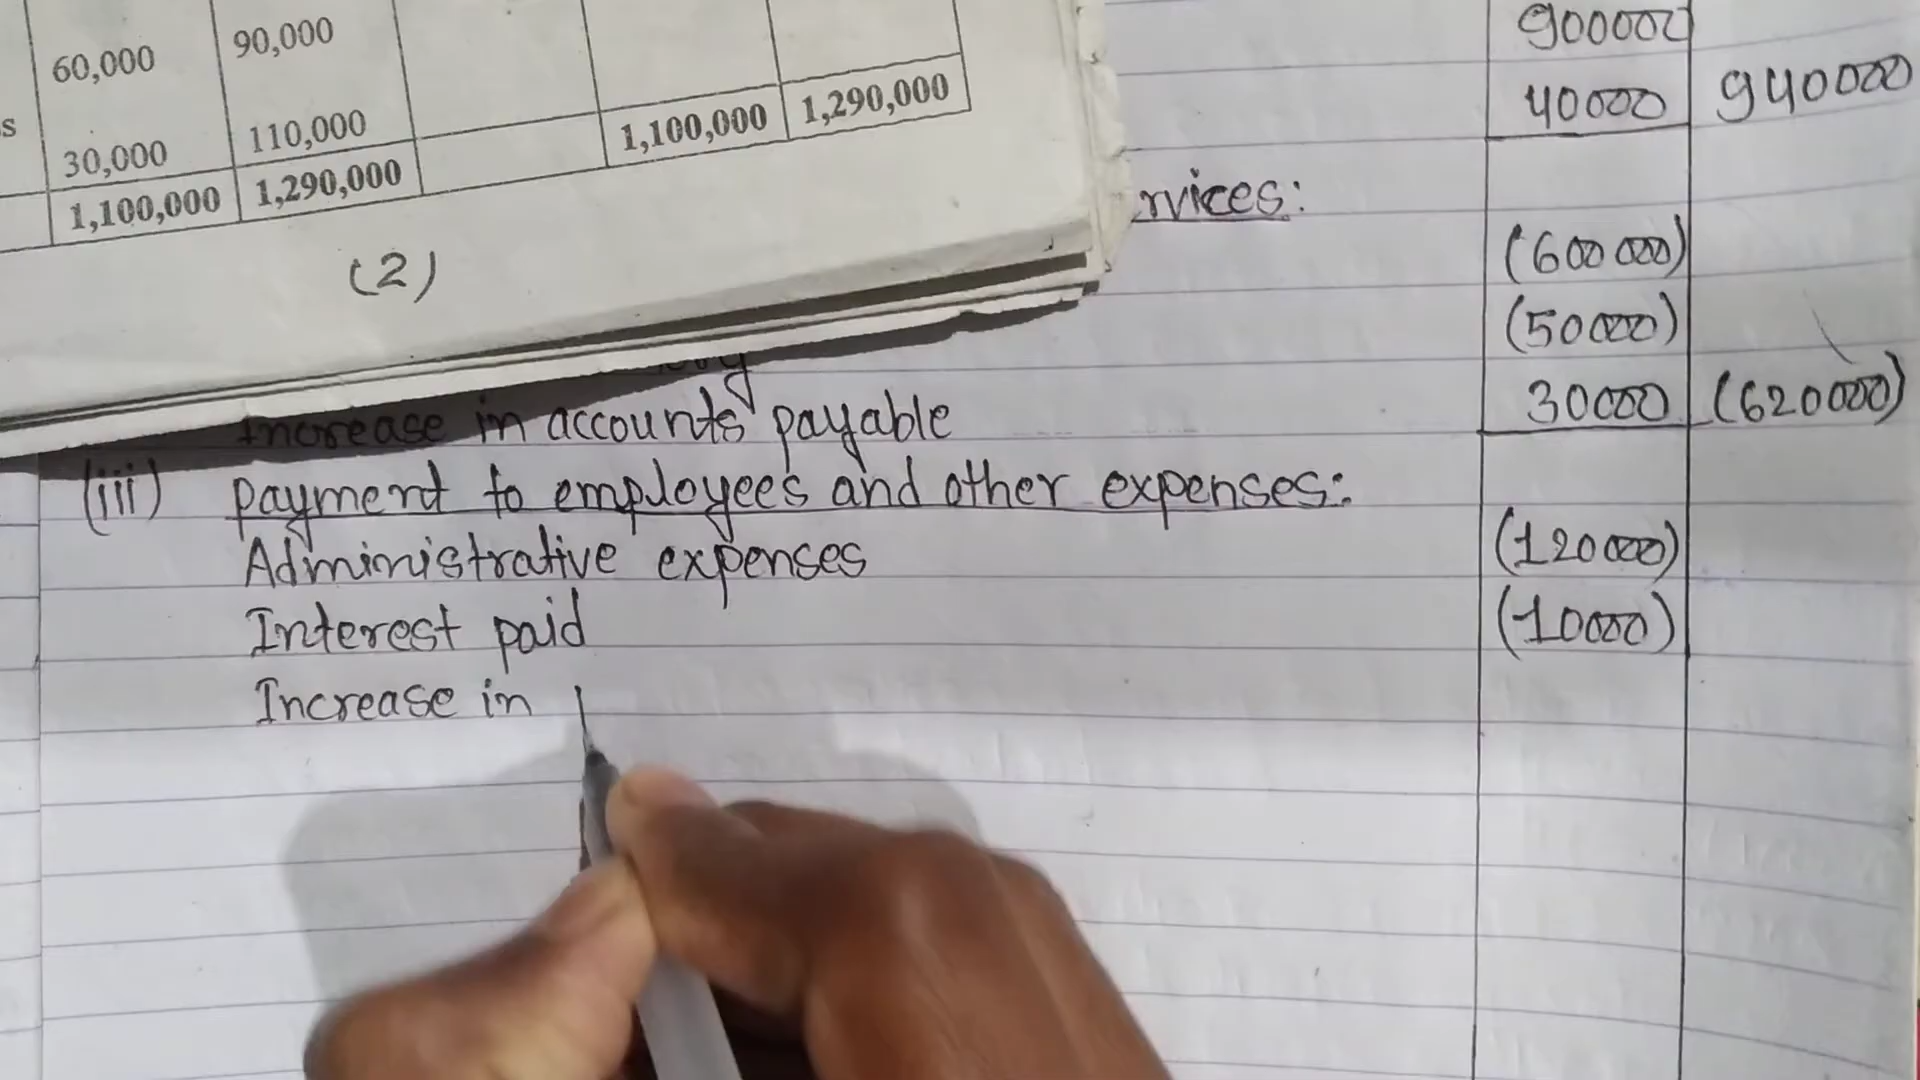 60,000 90,000
s 30,000 110,000
1,100,000 1,290,000 1,100,000 1,290,000
(2)
900000
40000 940000
rvices:
(600000)
(50000)
Increase in accounts payable 30000 (620000)
(iii) payment to employees and other expenses:
Administrative expenses (120000)
Interest paid (10000)
Increase in